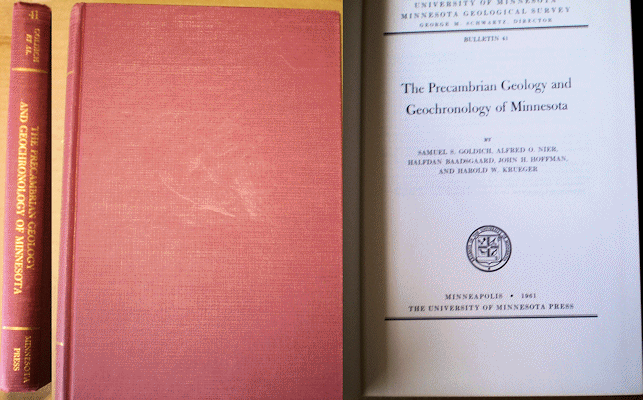 41
GOLDICH
ET AL.
THE PRECAMBRIAN GEOLOGY
AND GEOCHRONOLOGY OF MINNESOTA
MINNESOTA
PRESS
UNIVERSITY OF MINNESOTA
MINNESOTA GEOLOGICAL SURVEY
GEORGE M. SCHWARTZ, DIRECTOR
BULLETIN 41
The Precambrian Geology and
Geochronology of Minnesota
BY
SAMUEL S. GOLDICH, ALFRED O. NIER,
HALFDAN BAADSGAARD, JOHN H. HOFFMAN,
AND HAROLD W. KRUEGER
MINNEAPOLIS • 1961
THE UNIVERSITY OF MINNESOTA PRESS